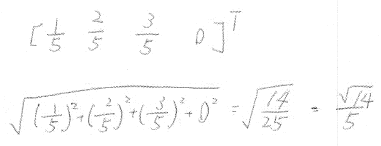 [1/5 2/5 3/5 0]^T
√((1/5)²+(2/5)²+(3/5)²+0²) = √(14/25) = √14/5